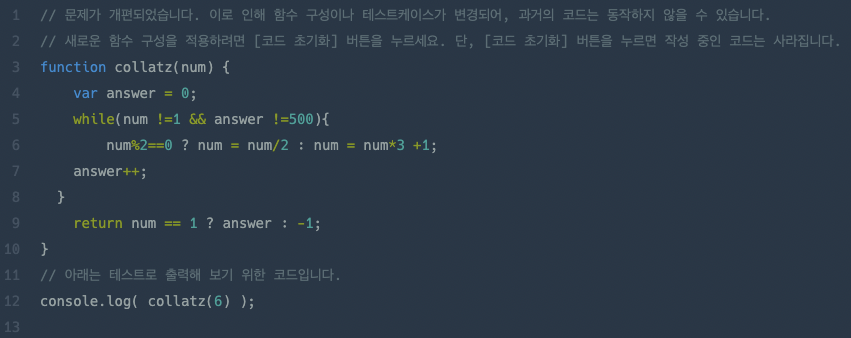 1 // 문제가 개편되었습니다. 이로 인해 함수 구성이나 테스트케이스가 변경되어, 과거의 코드는 동작하지 않을 수 있습니다.
2 // 새로운 함수 구성을 적용하려면 [코드 초기화] 버튼을 누르세요. 단, [코드 초기화] 버튼을 누르면 작성 중인 코드는 사라집니다.
3 function collatz(num) {
4     var answer = 0;
5     while(num !=1 && answer !=500){
6         num%2==0 ? num = num/2 : num = num*3 +1;
7     answer++;
8   }
9     return num == 1 ? answer : -1;
10 }
11 // 아래는 테스트로 출력해 보기 위한 코드입니다.
12 console.log( collatz(6) );
13